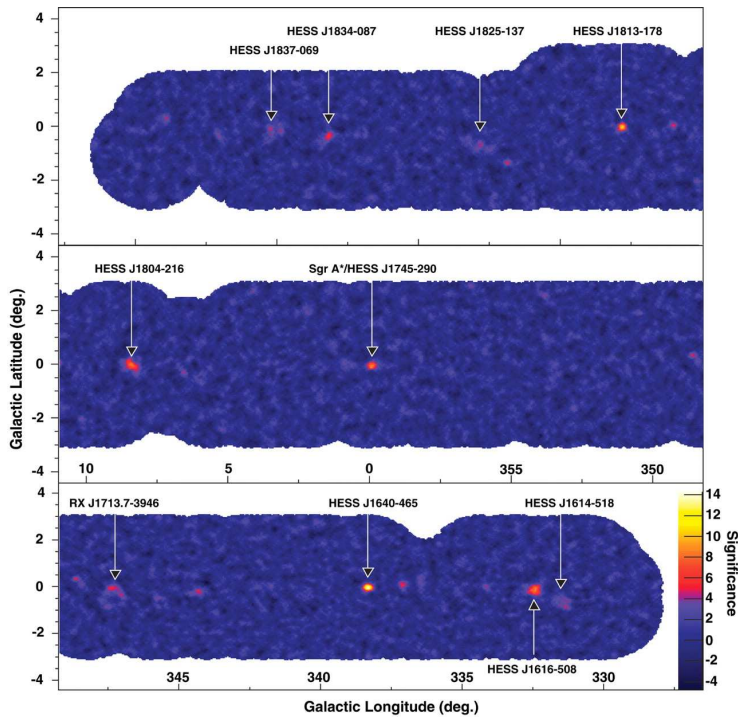 HESS J1834-087
HESS J1825-137
HESS J1813-178
HESS J1837-069
4
2
0
-2
-4
HESS J1804-216
Sgr A*/HESS J1745-290
4
2
0
-2
-4
10
5
0
355
350
Galactic Latitude (deg.)
RX J1713.7-3946
HESS J1640-465
HESS J1614-518
HESS J1616-508
4
2
0
-2
-4
345
340
335
330
Galactic Longitude (deg.)
14
12
10
8
6
4
2
0
-2
-4
Significance